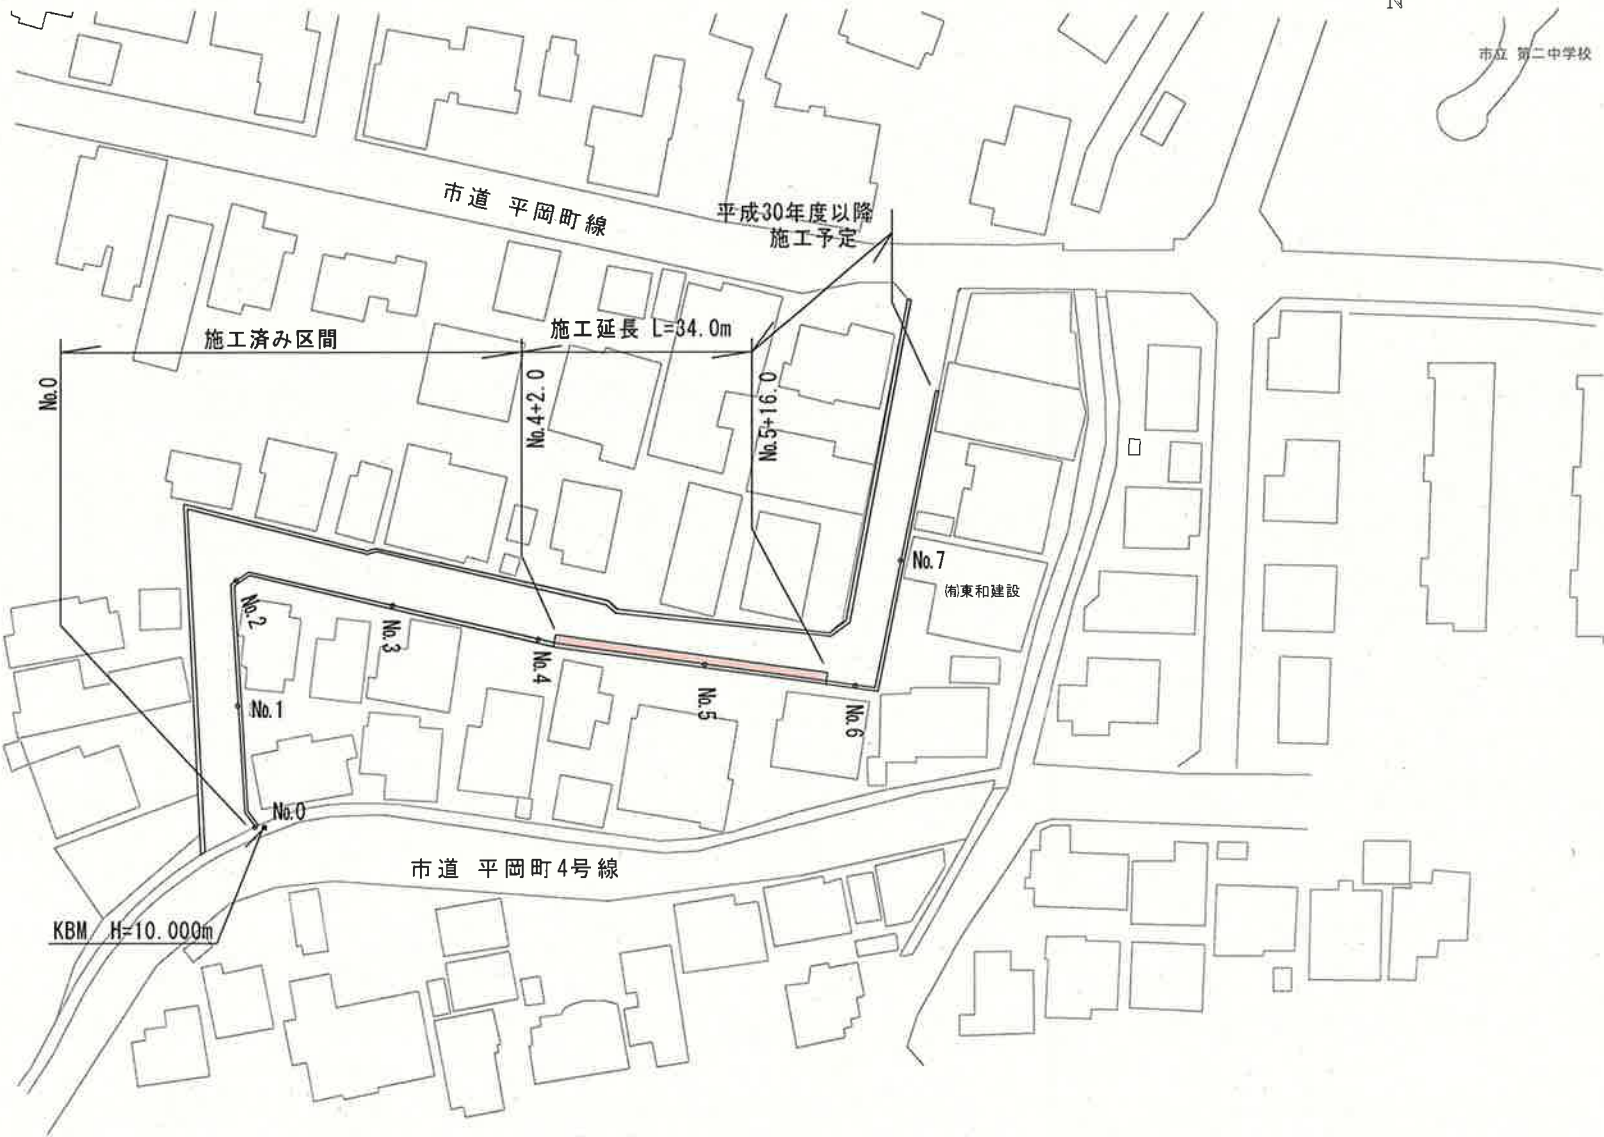 N
市立 第二中学校
市道 平岡町線
平成30年度以降
施工予定
施工済み区間
施工延長 L=34.0m
No.0
No.4+2.0
No.5+16.0
No.7
㈲東和建設
No.2
No.3
No.4
No.5
No.6
No.1
No.0
市道 平岡町4号線
KBM H=10.000m